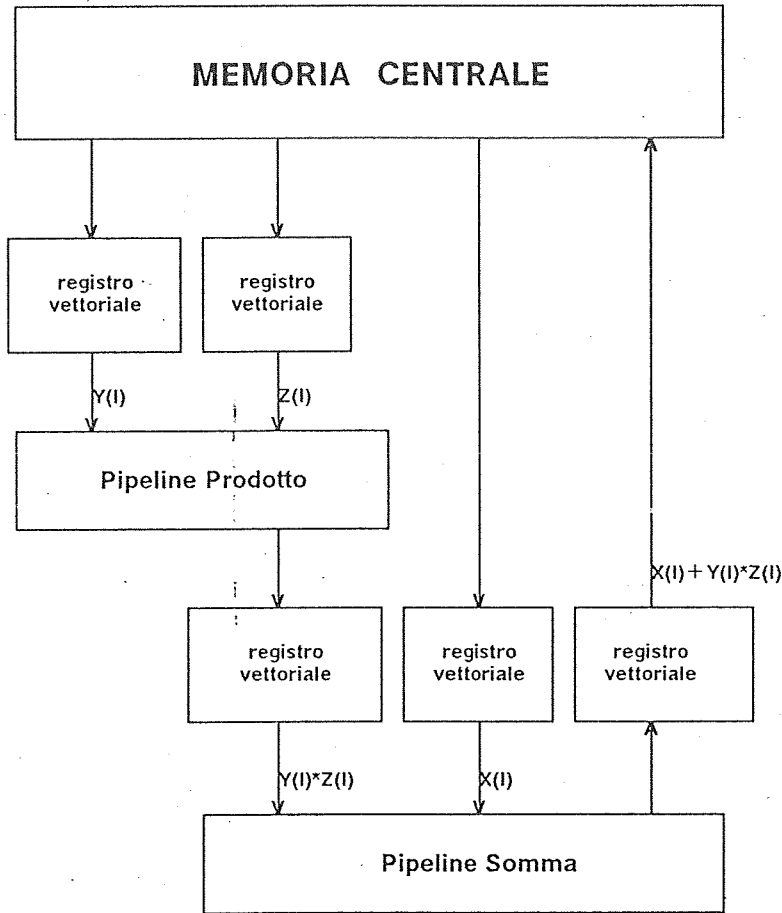 MEMORIA CENTRALE
registro
vettoriale
registro
vettoriale
Y(I)
Z(I)
Pipeline Prodotto
X(I)+Y(I)*Z(I)
registro
vettoriale
registro
vettoriale
registro
vettoriale
Y(I)*Z(I)
X(I)
Pipeline Somma